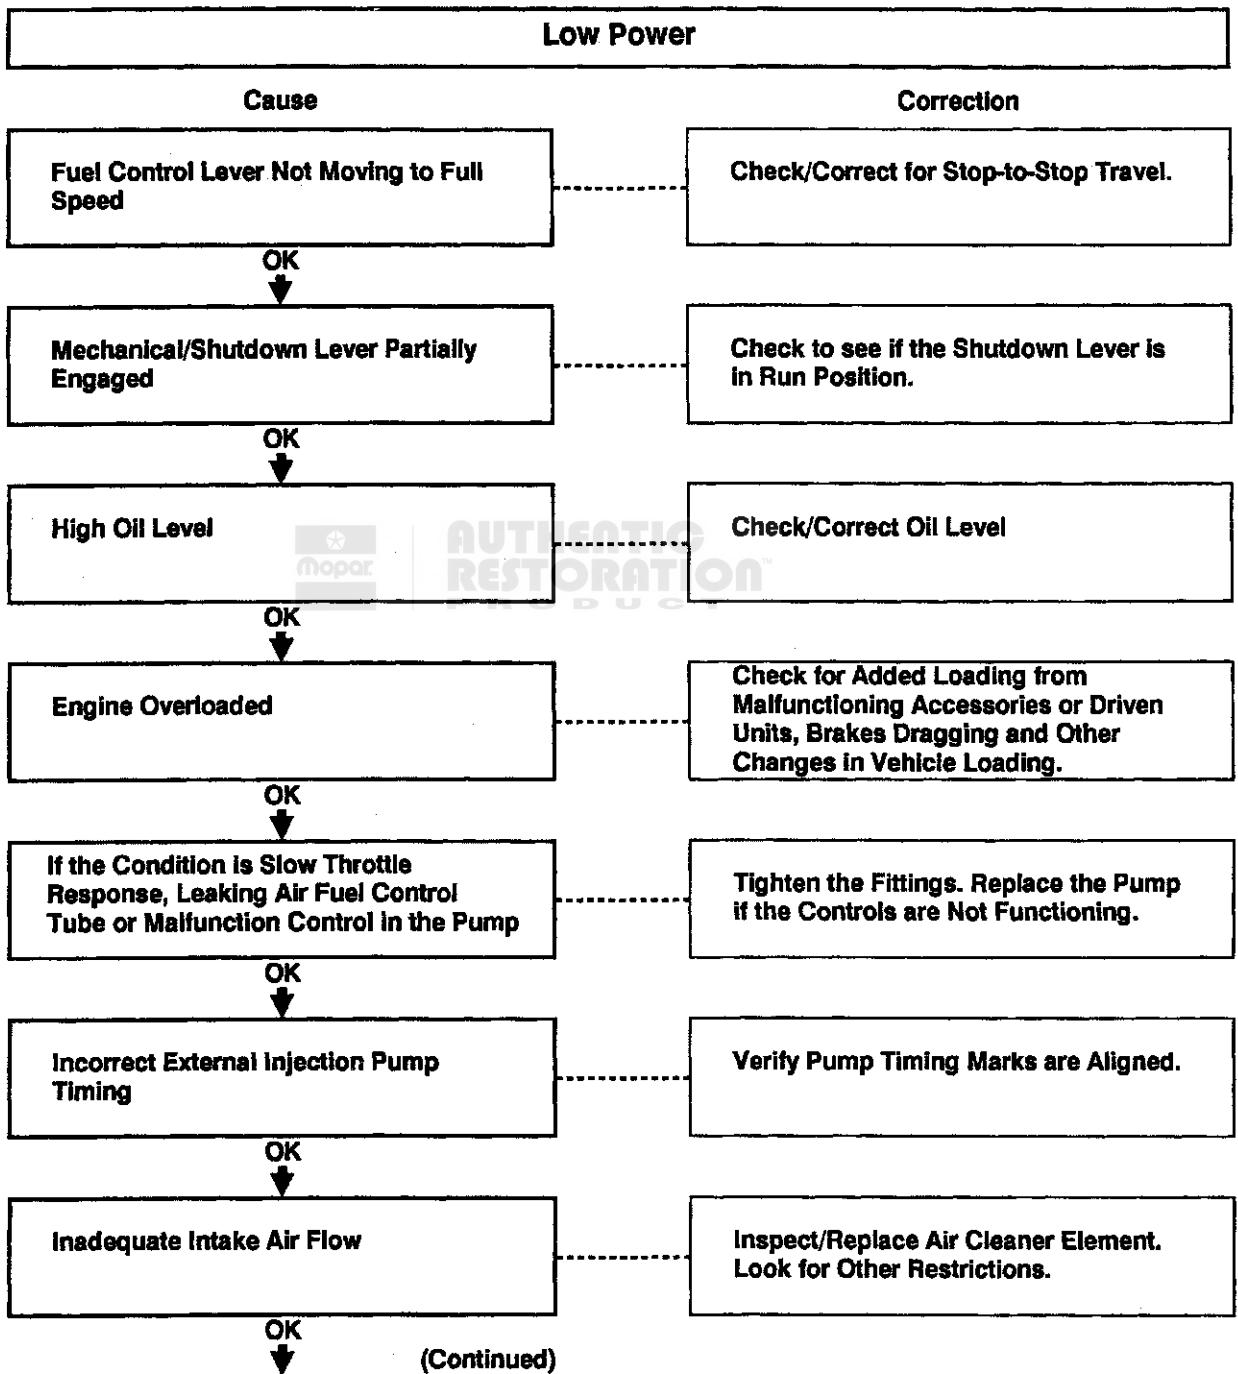 Low Power
Cause
Correction
Fuel Control Lever Not Moving to Full
Speed
Check/Correct for Stop-to-Stop Travel.
OK
Mechanical/Shutdown Lever Partially
Engaged
Check to see if the Shutdown Lever is
in Run Position.
OK
High Oil Level
Check/Correct Oil Level
Mopar.
AUTHENTIC
RESTORATION™
PRODUCT
OK
Engine Overloaded
Check for Added Loading from
Malfunctioning Accessories or Driven
Units, Brakes Dragging and Other
Changes in Vehicle Loading.
OK
If the Condition is Slow Throttle
Response, Leaking Air Fuel Control
Tube or Malfunction Control in the Pump
Tighten the Fittings. Replace the Pump
if the Controls are Not Functioning.
OK
Incorrect External Injection Pump
Timing
Verify Pump Timing Marks are Aligned.
OK
Inadequate Intake Air Flow
Inspect/Replace Air Cleaner Element.
Look for Other Restrictions.
OK
(Continued)